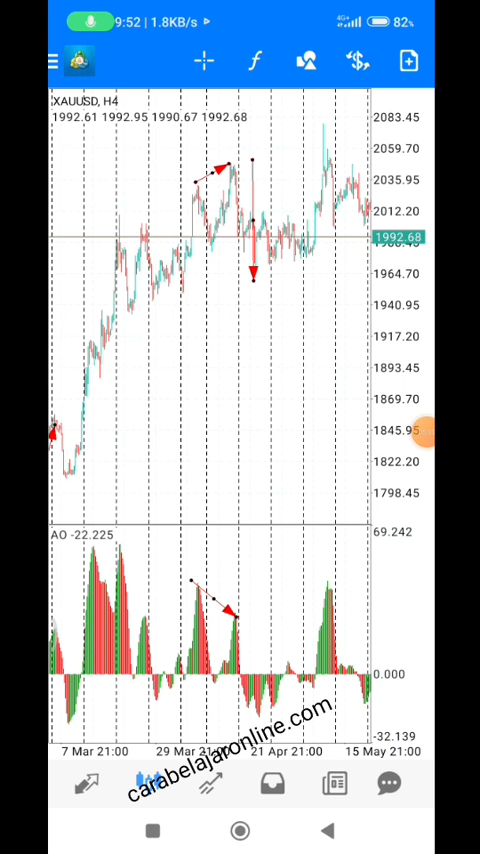 9:52 | 1.8KB/s
4G+
82%
f
$
XAUUSD, H4
1992.61 1992.95 1990.67 1992.68
2083.45
2059.70
2035.95
2012.20
1992.68
1964.70
1940.95
1917.20
1893.45
1869.70
1845.95
1822.20
1798.45
AO -22.225
69.242
0.000
-32.139
7 Mar 21:00
29 Mar 21:00
21 Apr 21:00
15 May 21:00
carabelajaronline.com